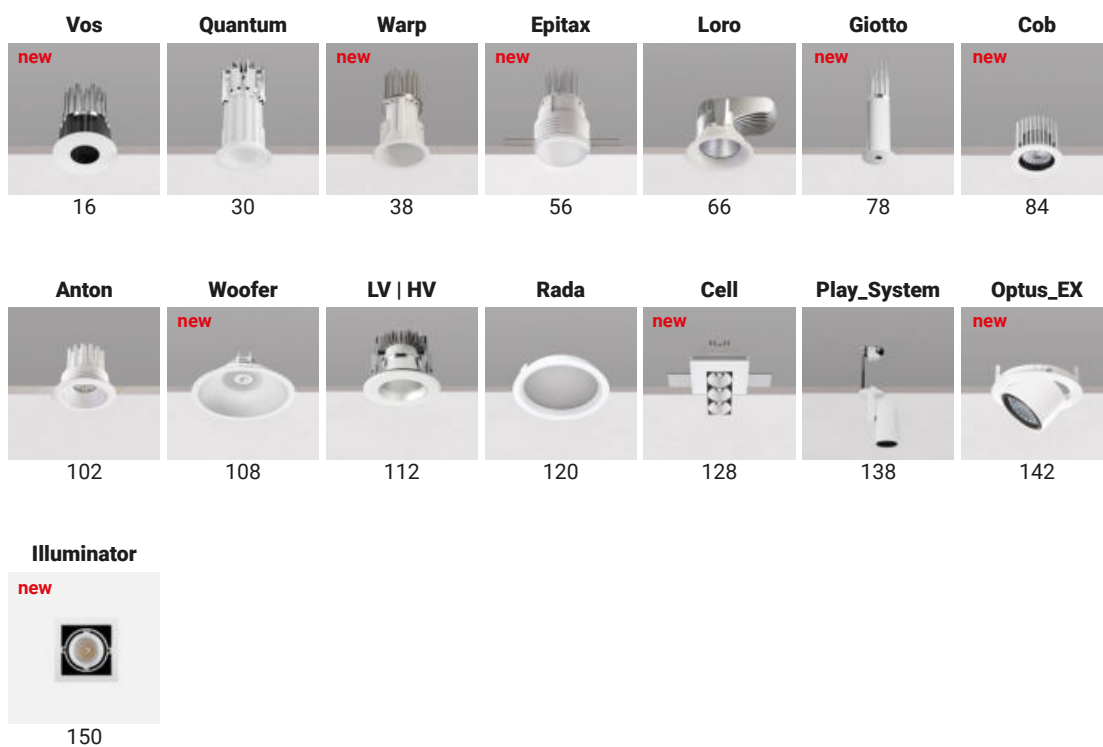 Vos Quantum Warp Epitax Loro Giotto Cob
new new new new new
16 30 38 56 66 78 84
Anton Woofer LV | HV Rada Cell Play_System Optus_EX
new new new
102 108 112 120 128 138 142
Illuminator
new
150